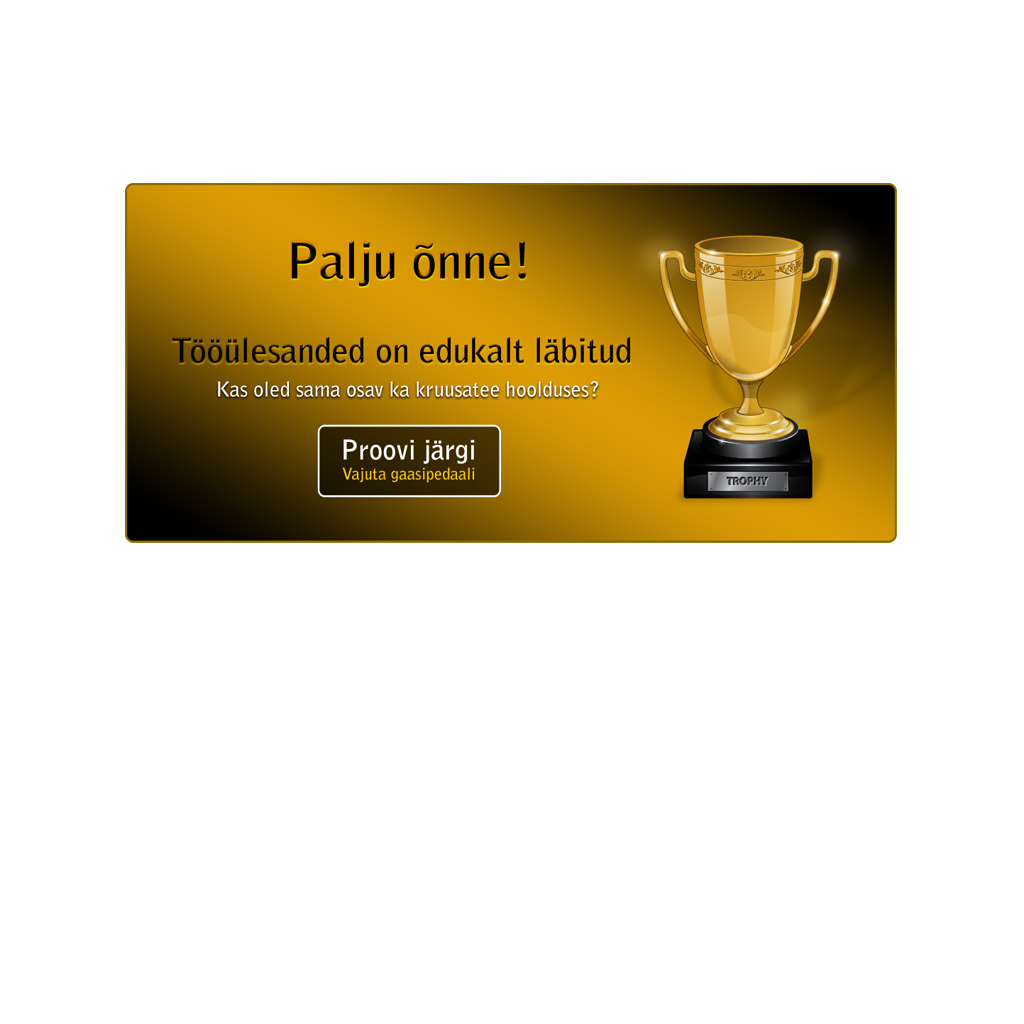 Palju õnne!
Tööülesanded on edukalt läbitud
Kas oled sama osav ka kruusatee hoolduses?
Proovi järgi
Vajuta gaasipedaali
TROPHY